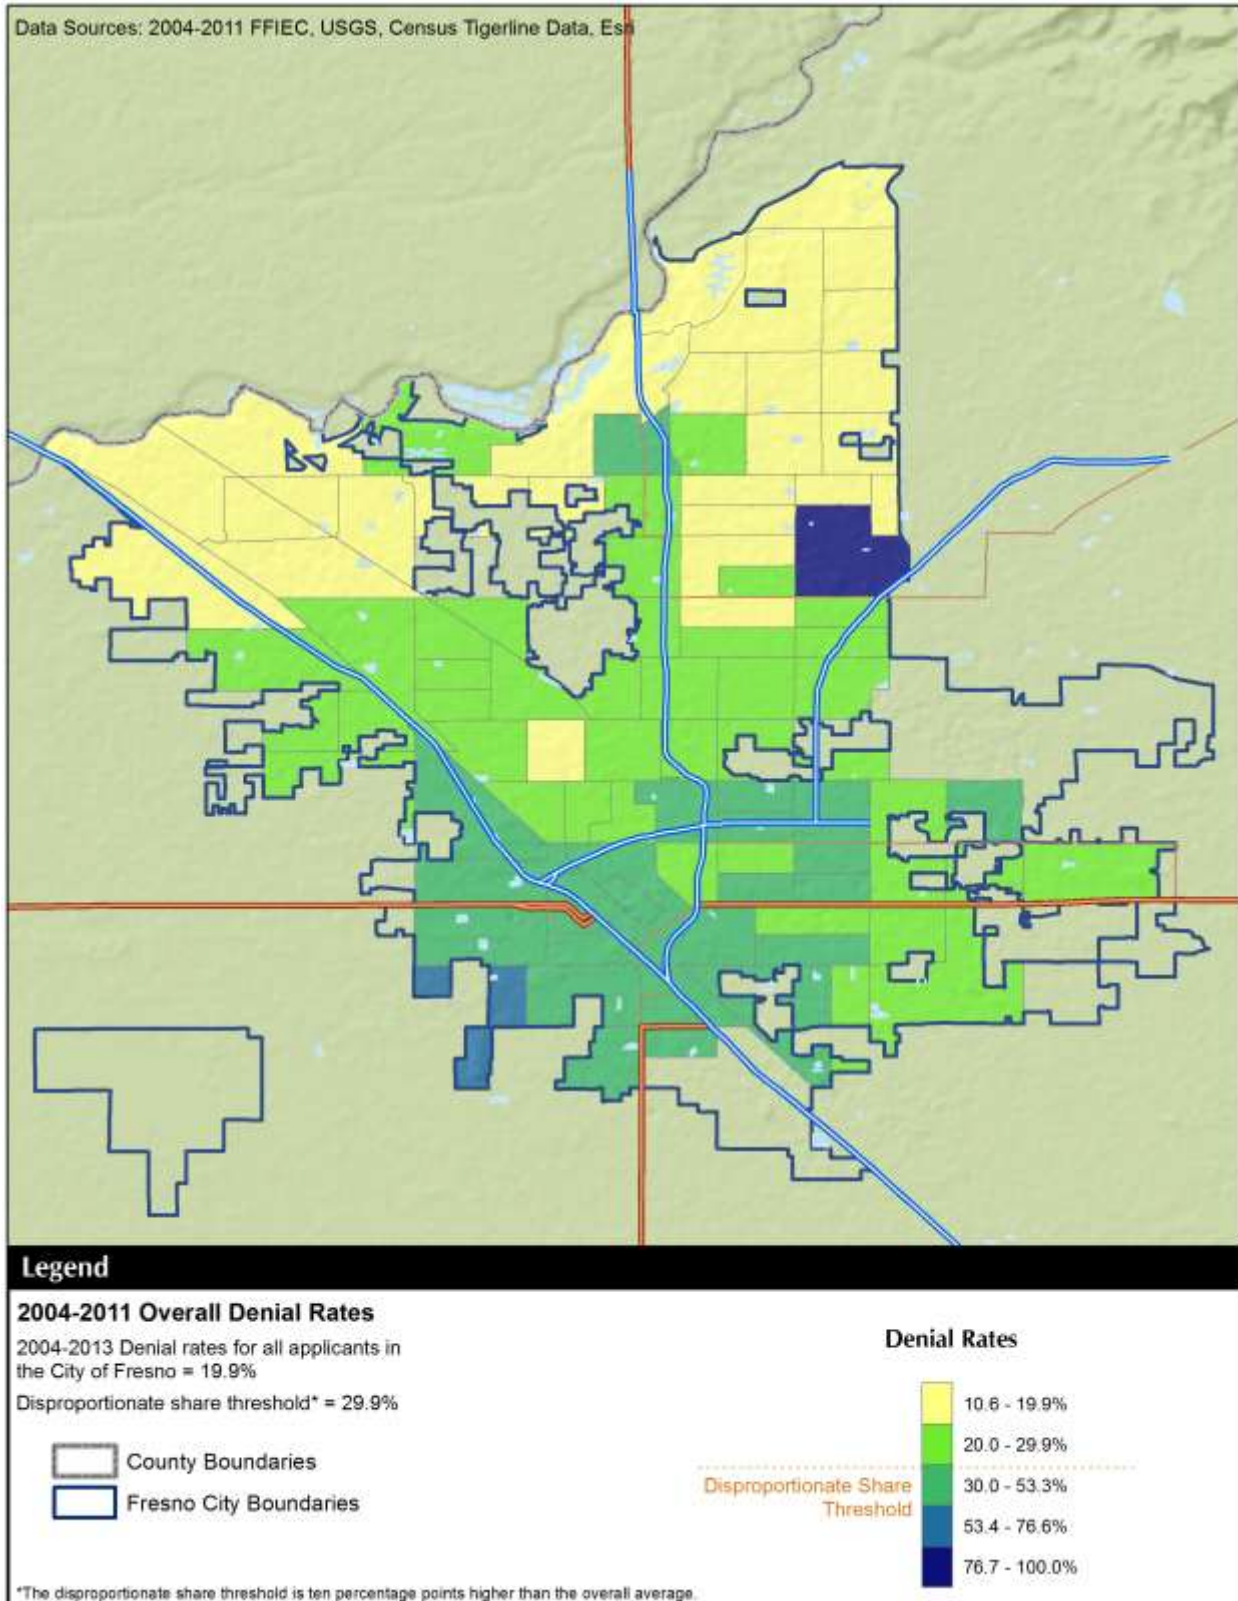 Data Sources: 2004-2011 FFIEC, USGS, Census Tigerline Data, Esri
Legend
2004-2011 Overall Denial Rates
2004-2013 Denial rates for all applicants in
the City of Fresno = 19.9%
Disproportionate share threshold* = 29.9%
County Boundaries
Fresno City Boundaries
Denial Rates
10.6 - 19.9%
20.0 - 29.9%
Disproportionate Share
Threshold
30.0 - 53.3%
53.4 - 76.6%
76.7 - 100.0%
*The disproportionate share threshold is ten percentage points higher than the overall average.